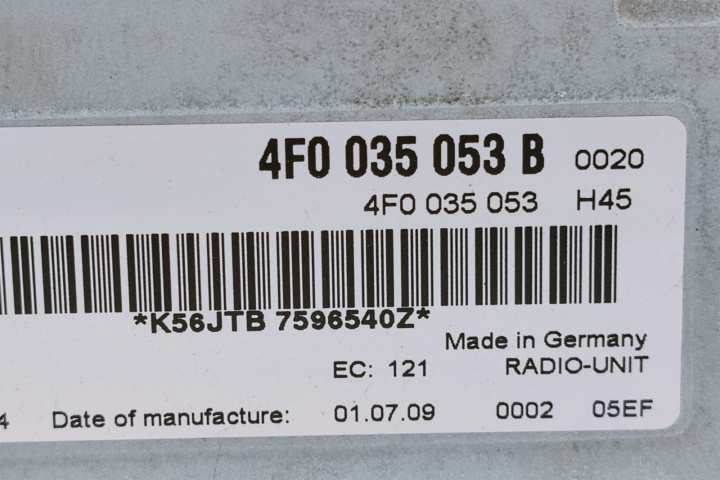 4F0 035 053 B 0020
4F0 035 053 H45
*K56JTB 7596540Z*
Made in Germany
EC: 121 RADIO-UNIT
4 Date of manufacture: 01.07.09 0002 05EF